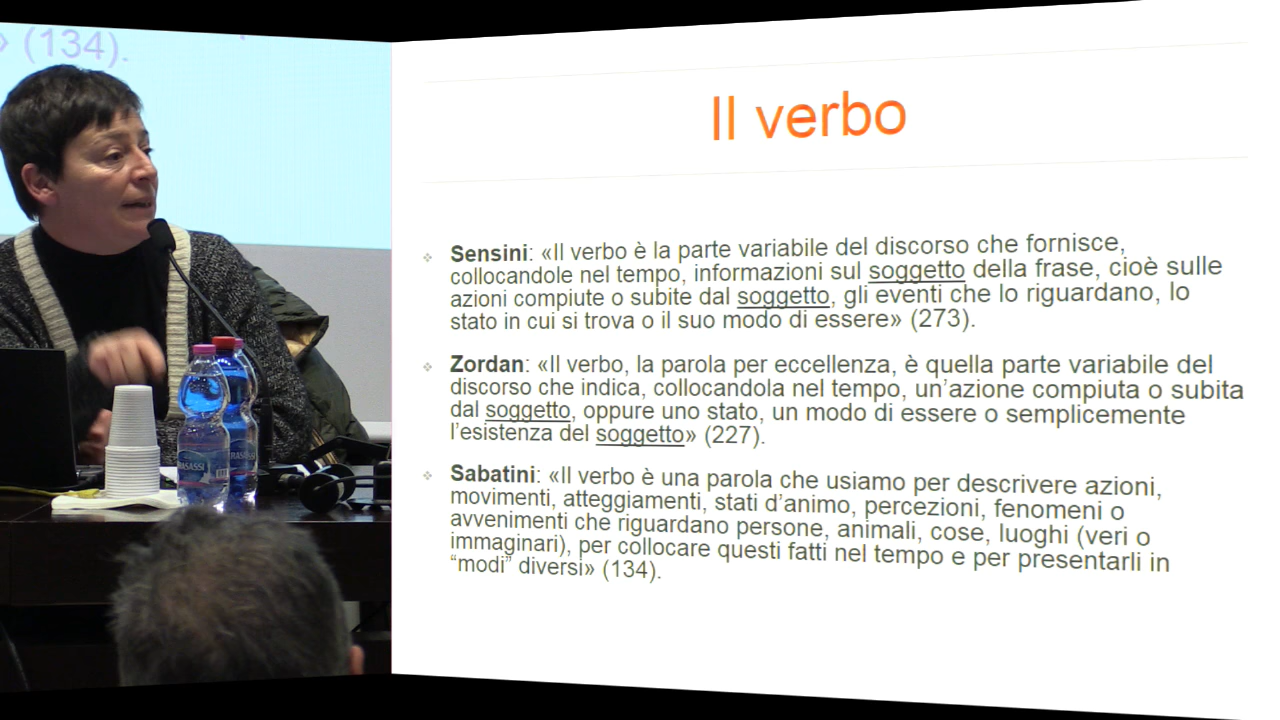 » (134).
Il verbo
Sensini: «Il verbo è la parte variabile del discorso che fornisce,
collocandole nel tempo, informazioni sul soggetto della frase, cioè sulle
azioni compiute o subite dal soggetto, gli eventi che lo riguardano, lo
stato in cui si trova o il suo modo di essere» (273).
Zordan: «Il verbo, la parola per eccellenza, è quella parte variabile del
discorso che indica, collocandola nel tempo, un'azione compiuta o subita
dal soggetto, oppure uno stato, un modo di essere o semplicemente
l'esistenza del soggetto» (227).
Sabatini: «Il verbo è una parola che usiamo per descrivere azioni,
movimenti, atteggiamenti, stati d'animo, percezioni, fenomeni o
avvenimenti che riguardano persone, animali, cose, luoghi (veri o
immaginari), per collocare questi fatti nel tempo e per presentarli in
“modi” diversi» (134).